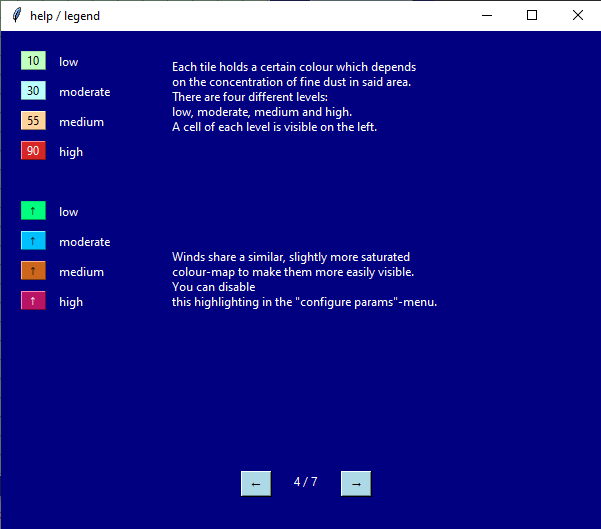 help / legend
10 low
30 moderate
55 medium
90 high
Each tile holds a certain colour which depends
on the concentration of fine dust in said area.
There are four different levels:
low, moderate, medium and high.
A cell of each level is visible on the left.
↑ low
↑ moderate
↑ medium
↑ high
Winds share a similar, slightly more saturated
colour-map to make them more easily visible.
You can disable
this highlighting in the "configure params"-menu.
← 4 / 7 →